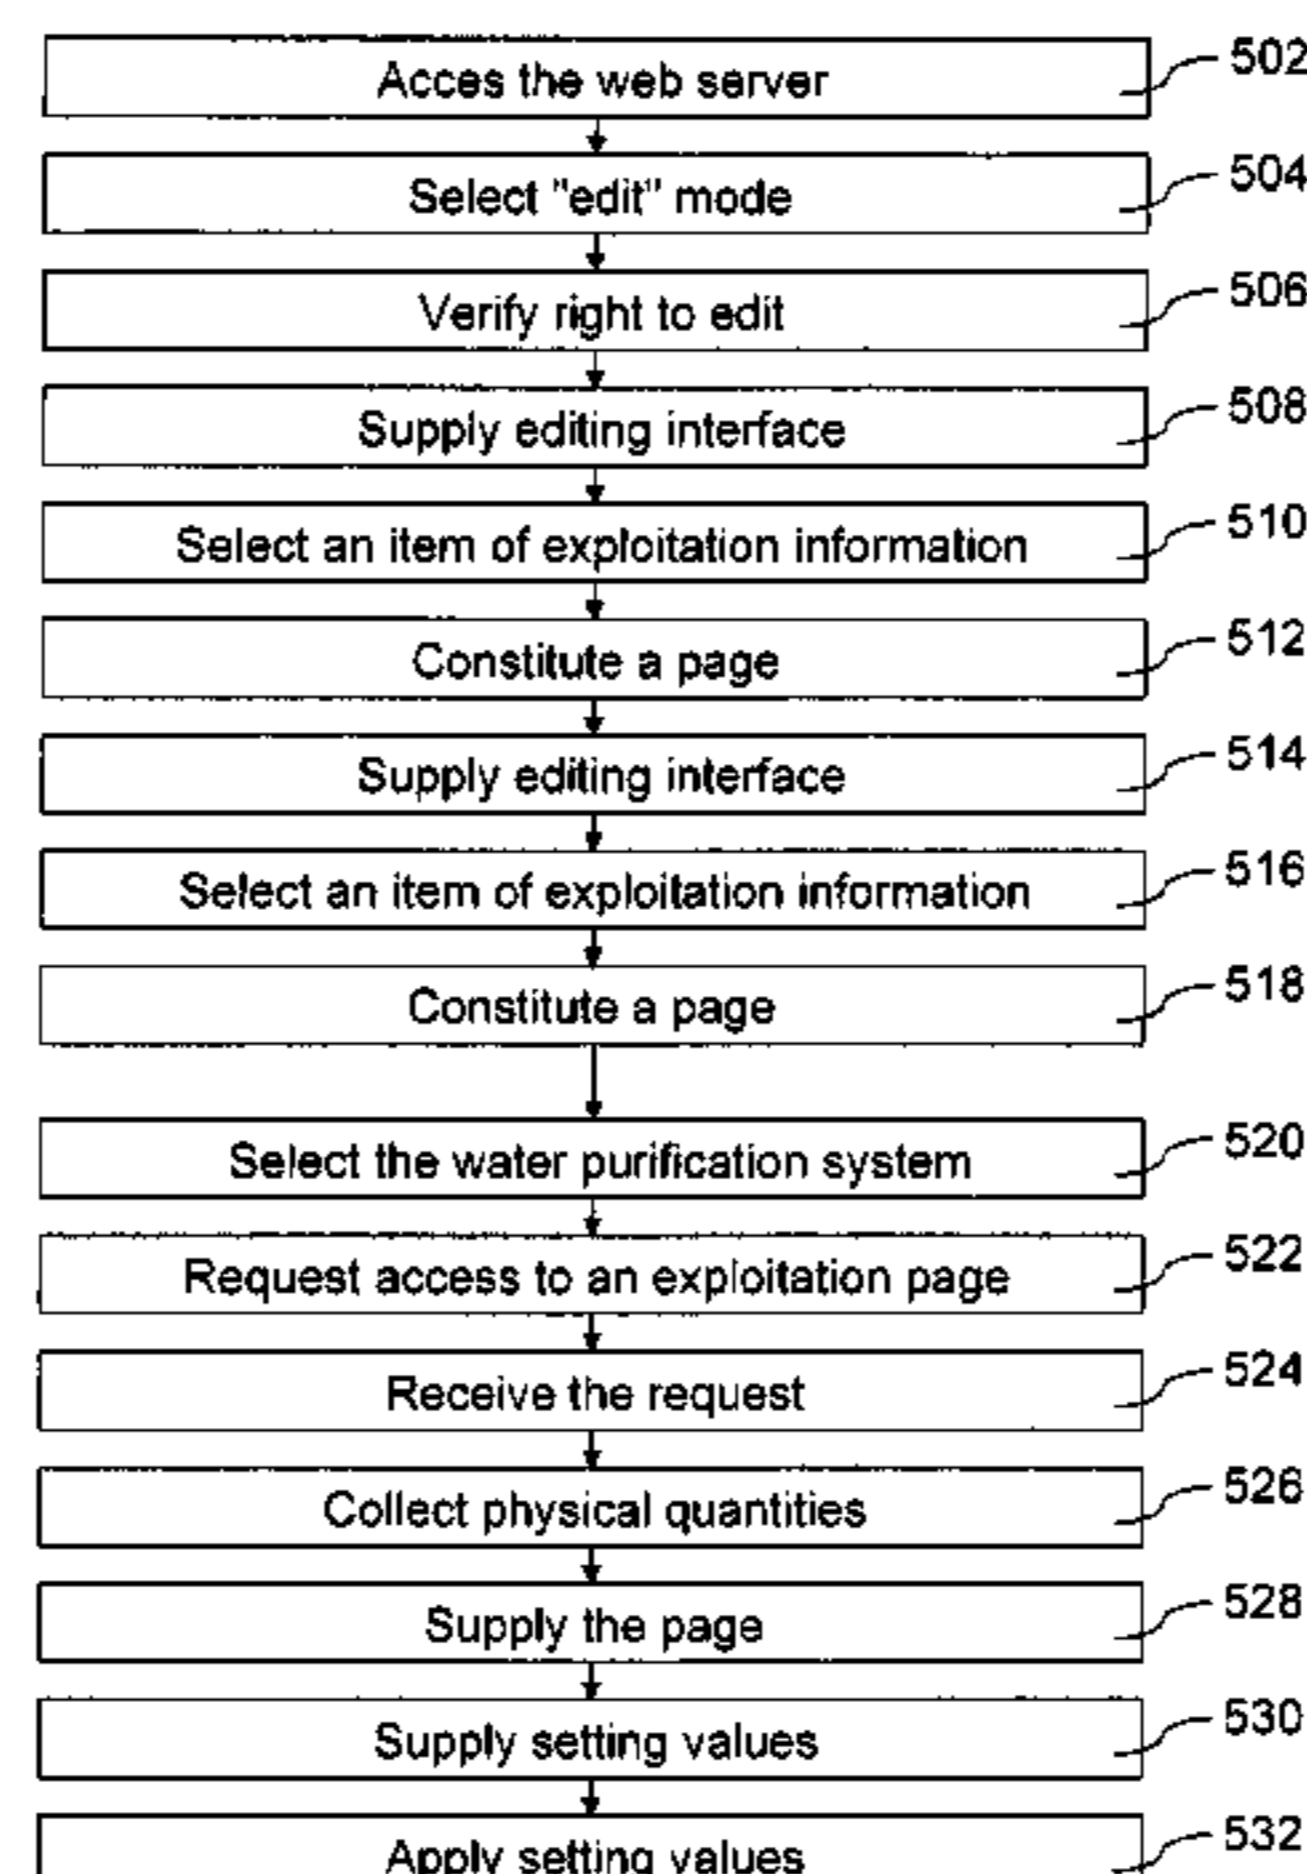 Acces the web server 502
Select "edit" mode 504
Verify right to edit 506
Supply editing interface 508
Select an item of exploitation information 510
Constitute a page 512
Supply editing interface 514
Select an item of exploitation information 516
Constitute a page 518
Select the water purification system 520
Request access to an exploitation page 522
Receive the request 524
Collect physical quantities 526
Supply the page 528
Supply setting values 530
Apply setting values 532